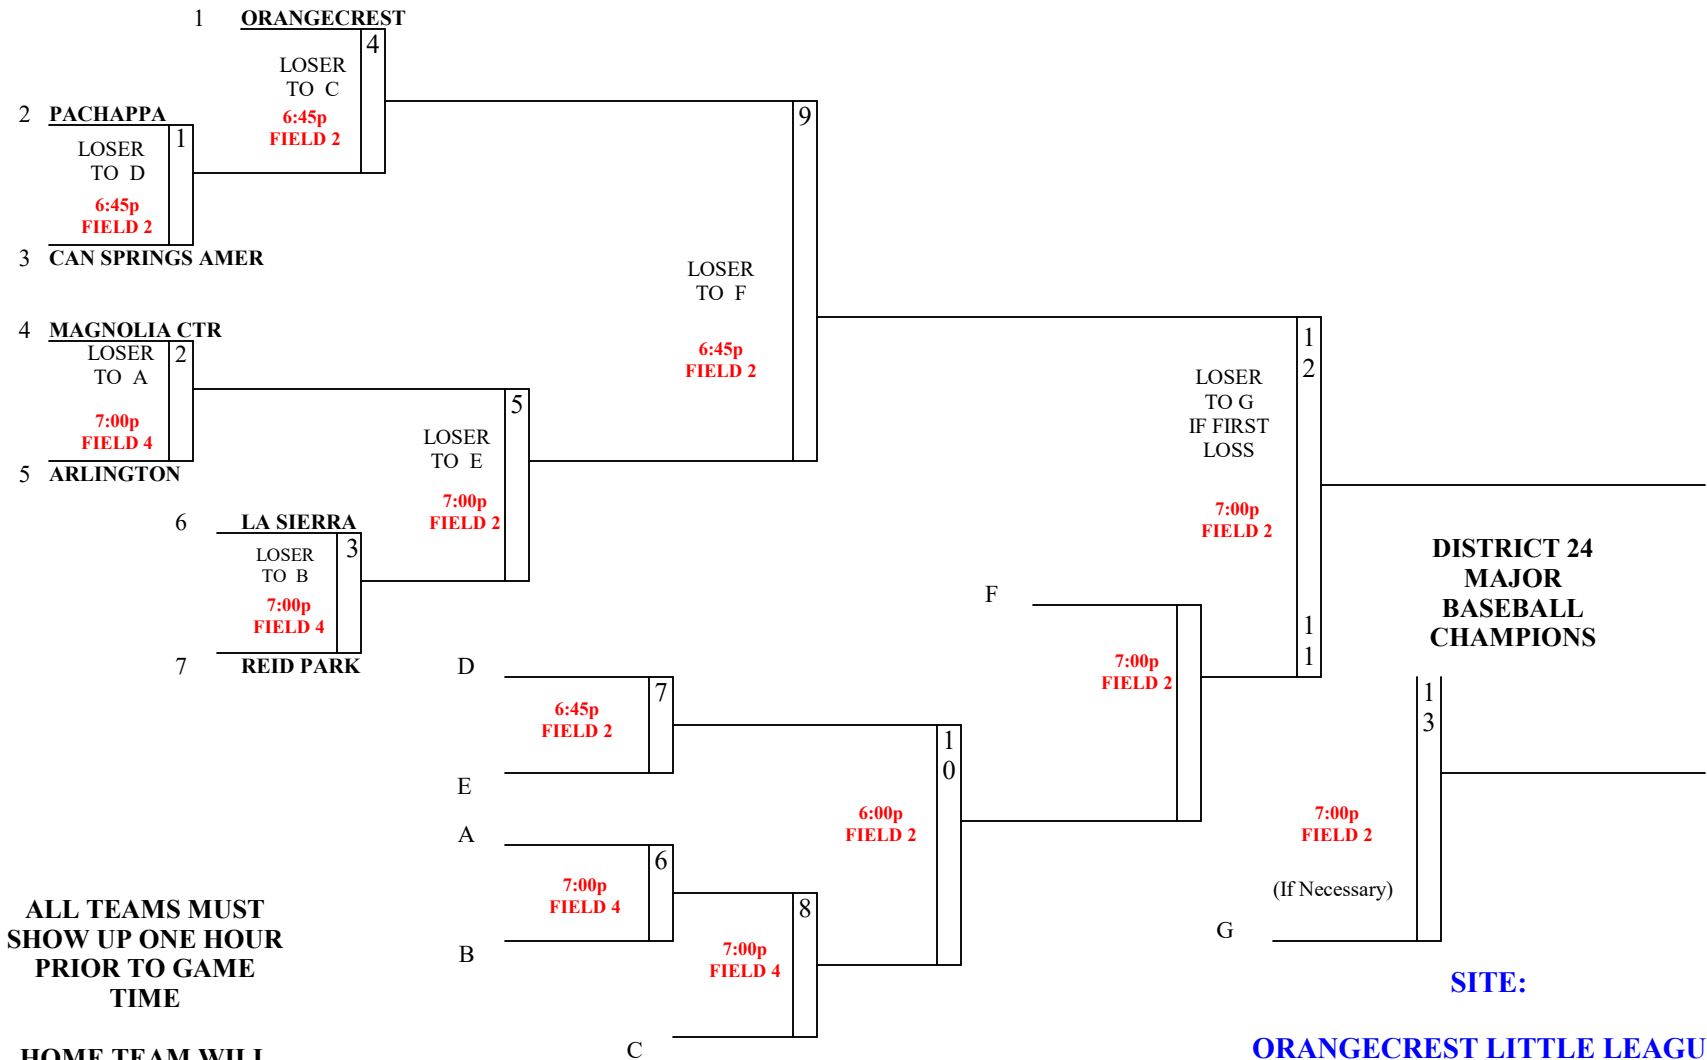 1 ORANGECREST
4
LOSER
TO C
6:45p
FIELD 2
2 PACHAPPA
1
LOSER
TO D
6:45p
FIELD 2
3 CAN SPRINGS AMER
9
LOSER
TO F
6:45p
FIELD 2
4 MAGNOLIA CTR
2
LOSER
TO A
7:00p
FIELD 4
5 ARLINGTON
5
LOSER
TO E
7:00p
FIELD 2
6 LA SIERRA
3
LOSER
TO B
7:00p
FIELD 4
7 REID PARK
1
2
LOSER
TO G
IF FIRST
LOSS
7:00p
FIELD 2
DISTRICT 24
MAJOR
BASEBALL
CHAMPIONS
F
1
1
7:00p
FIELD 2
D
7
6:45p
FIELD 2
E
1
0
6:00p
FIELD 2
A
6
7:00p
FIELD 4
B
8
7:00p
FIELD 4
C
1
3
7:00p
FIELD 2
(If Necessary)
G
ALL TEAMS MUST
SHOW UP ONE HOUR
PRIOR TO GAME
TIME
HOME TEAM WILL
SITE:
ORANGECREST LITTLE LEAGU